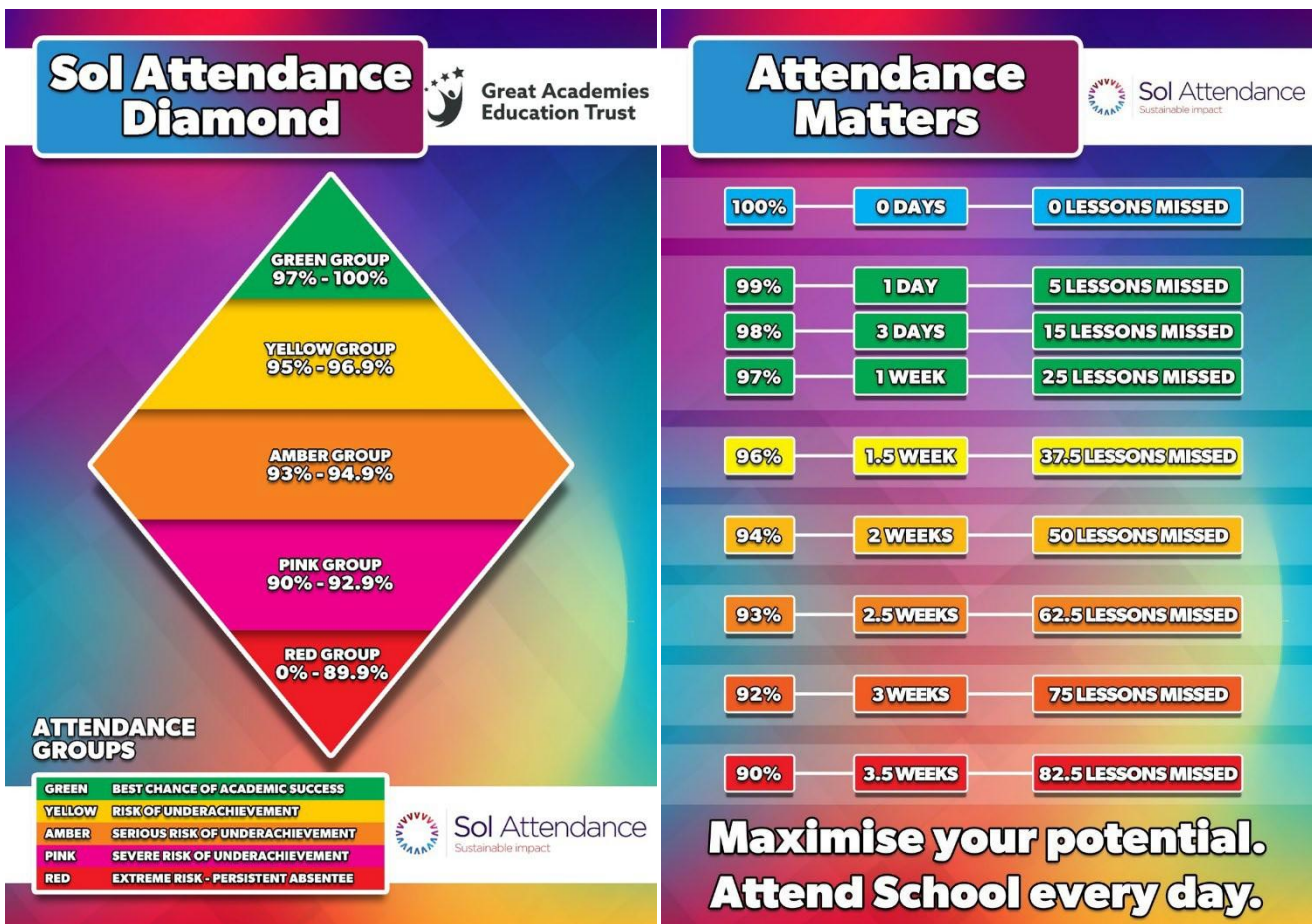 Sol Attendance
Diamond
Great Academies
Education Trust
GREEN GROUP
97% - 100%
YELLOW GROUP
95% - 96.9%
AMBER GROUP
93% - 94.9%
PINK GROUP
90% - 92.9%
RED GROUP
0% - 89.9%
ATTENDANCE
GROUPS
GREEN BEST CHANCE OF ACADEMIC SUCCESS
YELLOW RISK OF UNDERACHIEVEMENT
AMBER SERIOUS RISK OF UNDERACHIEVEMENT
PINK SEVERE RISK OF UNDERACHIEVEMENT
RED EXTREME RISK - PERSISTENT ABSENTEE
Sol Attendance
Sustainable impact
Attendance
Matters
Sol Attendance
Sustainable impact
100% 0 DAYS 0 LESSONS MISSED
99% 1 DAY 5 LESSONS MISSED
98% 3 DAYS 15 LESSONS MISSED
97% 1 WEEK 25 LESSONS MISSED
96% 1.5 WEEK 37.5 LESSONS MISSED
94% 2 WEEKS 50 LESSONS MISSED
93% 2.5 WEEKS 62.5 LESSONS MISSED
92% 3 WEEKS 75 LESSONS MISSED
90% 3.5 WEEKS 82.5 LESSONS MISSED
Maximise your potential.
Attend School every day.